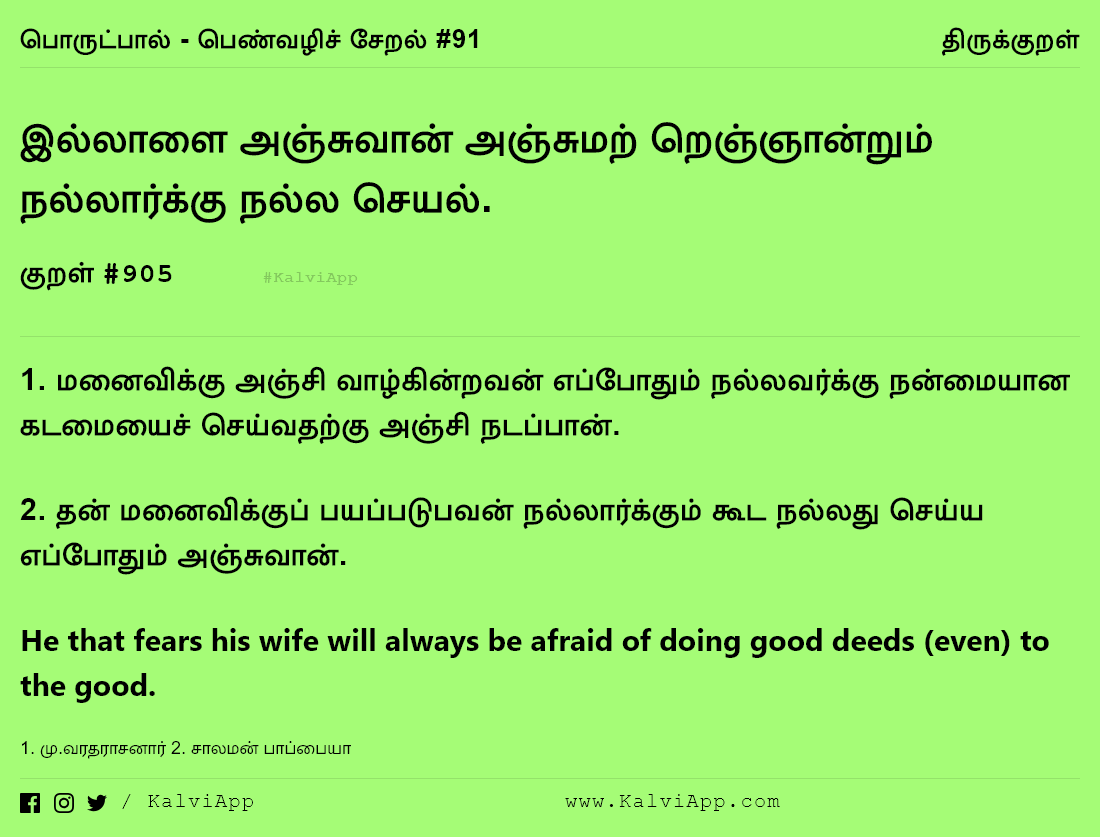 பொருட்பால் - பெண்வழிச் சேறல் #91 திருக்குறள்
இல்லாளை அஞ்சுவான் அஞ்சுமற் றெஞ்ஞான்றும்
நல்லார்க்கு நல்ல செயல்.
குறள் #905 #KalviApp
1. மனைவிக்கு அஞ்சி வாழ்கின்றவன் எப்போதும் நல்லவர்க்கு நன்மையான
கடமையைச் செய்வதற்கு அஞ்சி நடப்பான்.
2. தன் மனைவிக்குப் பயப்படுபவன் நல்லார்க்கும் கூட நல்லது செய்ய
எப்போதும் அஞ்சுவான்.
He that fears his wife will always be afraid of doing good deeds (even) to
the good.
1. மு.வரதராசனார் 2. சாலமன் பாப்பையா
/ KalviApp www.KalviApp.com